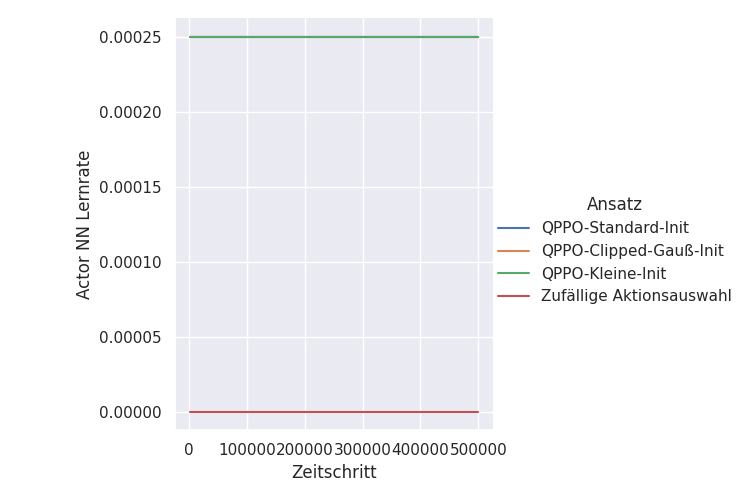 0.00025
0.00020
0.00015
0.00010
0.00005
0.00000
Actor NN Lernrate
0 100000 200000 300000 400000 500000
Zeitschritt
Ansatz
QPPO-Standard-Init
QPPO-Clipped-Gauß-Init
QPPO-Kleine-Init
Zufällige Aktionsauswahl